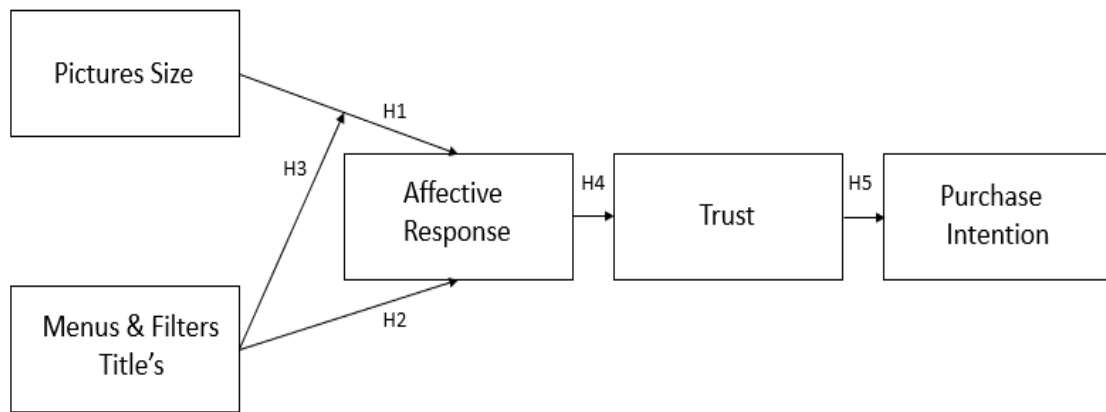 Pictures Size
H1
H3
Affective
Response
H4
Trust
H5
Purchase
Intention
H2
Menus & Filters
Title's